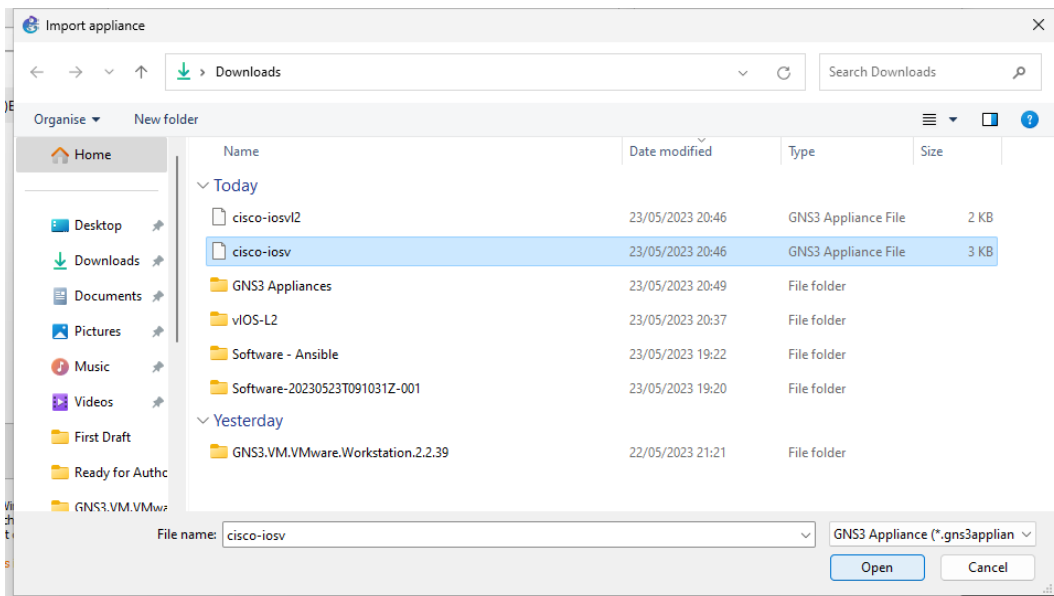 Import appliance
Downloads
Search Downloads
Organise
New folder
Home
Name
Date modified
Type
Size
Today
Desktop
cisco-iosvl2
23/05/2023 20:46
GNS3 Appliance File
2 KB
Downloads
cisco-iosv
23/05/2023 20:46
GNS3 Appliance File
3 KB
Documents
GNS3 Appliances
23/05/2023 20:49
File folder
Pictures
vIOS-L2
23/05/2023 20:37
File folder
Music
Software - Ansible
23/05/2023 19:22
File folder
Videos
Software-20230523T091031Z-001
23/05/2023 19:20
File folder
Yesterday
First Draft
GNS3.VM.VMware.Workstation.2.2.39
22/05/2023 21:21
File folder
Ready for Autho
GNS3.VM.VMwa
File name:
cisco-iosv
GNS3 Appliance (*.gns3applian
Open
Cancel